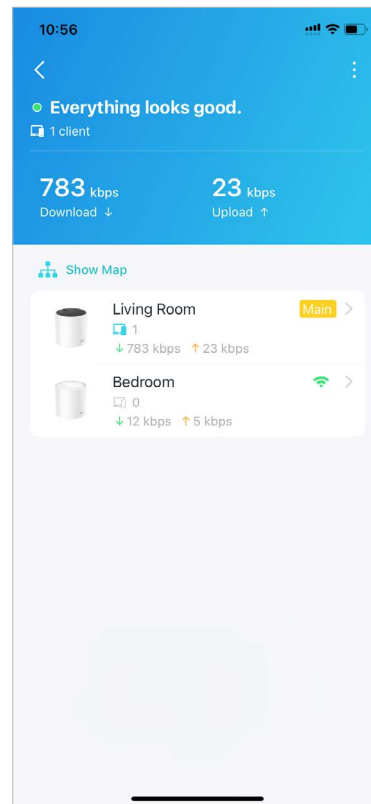 10:56
Everything looks good.
1 client
783 kbps 23 kbps
Download ↓ Upload ↑
Show Map
Living Room Main
1
↓ 783 kbps ↑ 23 kbps
Bedroom
0
↓ 12 kbps ↑ 5 kbps